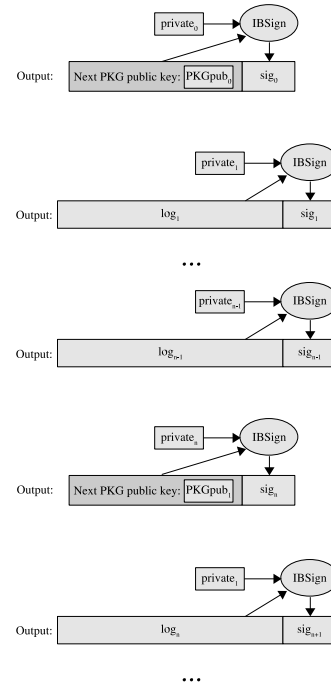 private₀
IBSign
Output: Next PKG public key: PKGpub₀ sig₀
private₁
IBSign
Output: log₁ sig₁
...
privateₙ₋₁
IBSign
Output: logₙ₋₁ sigₙ₋₁
privateₙ
IBSign
Output: Next PKG public key: PKGpub₁ sigₙ
private₁
IBSign
Output: logₙ sigₙ₊₁
...